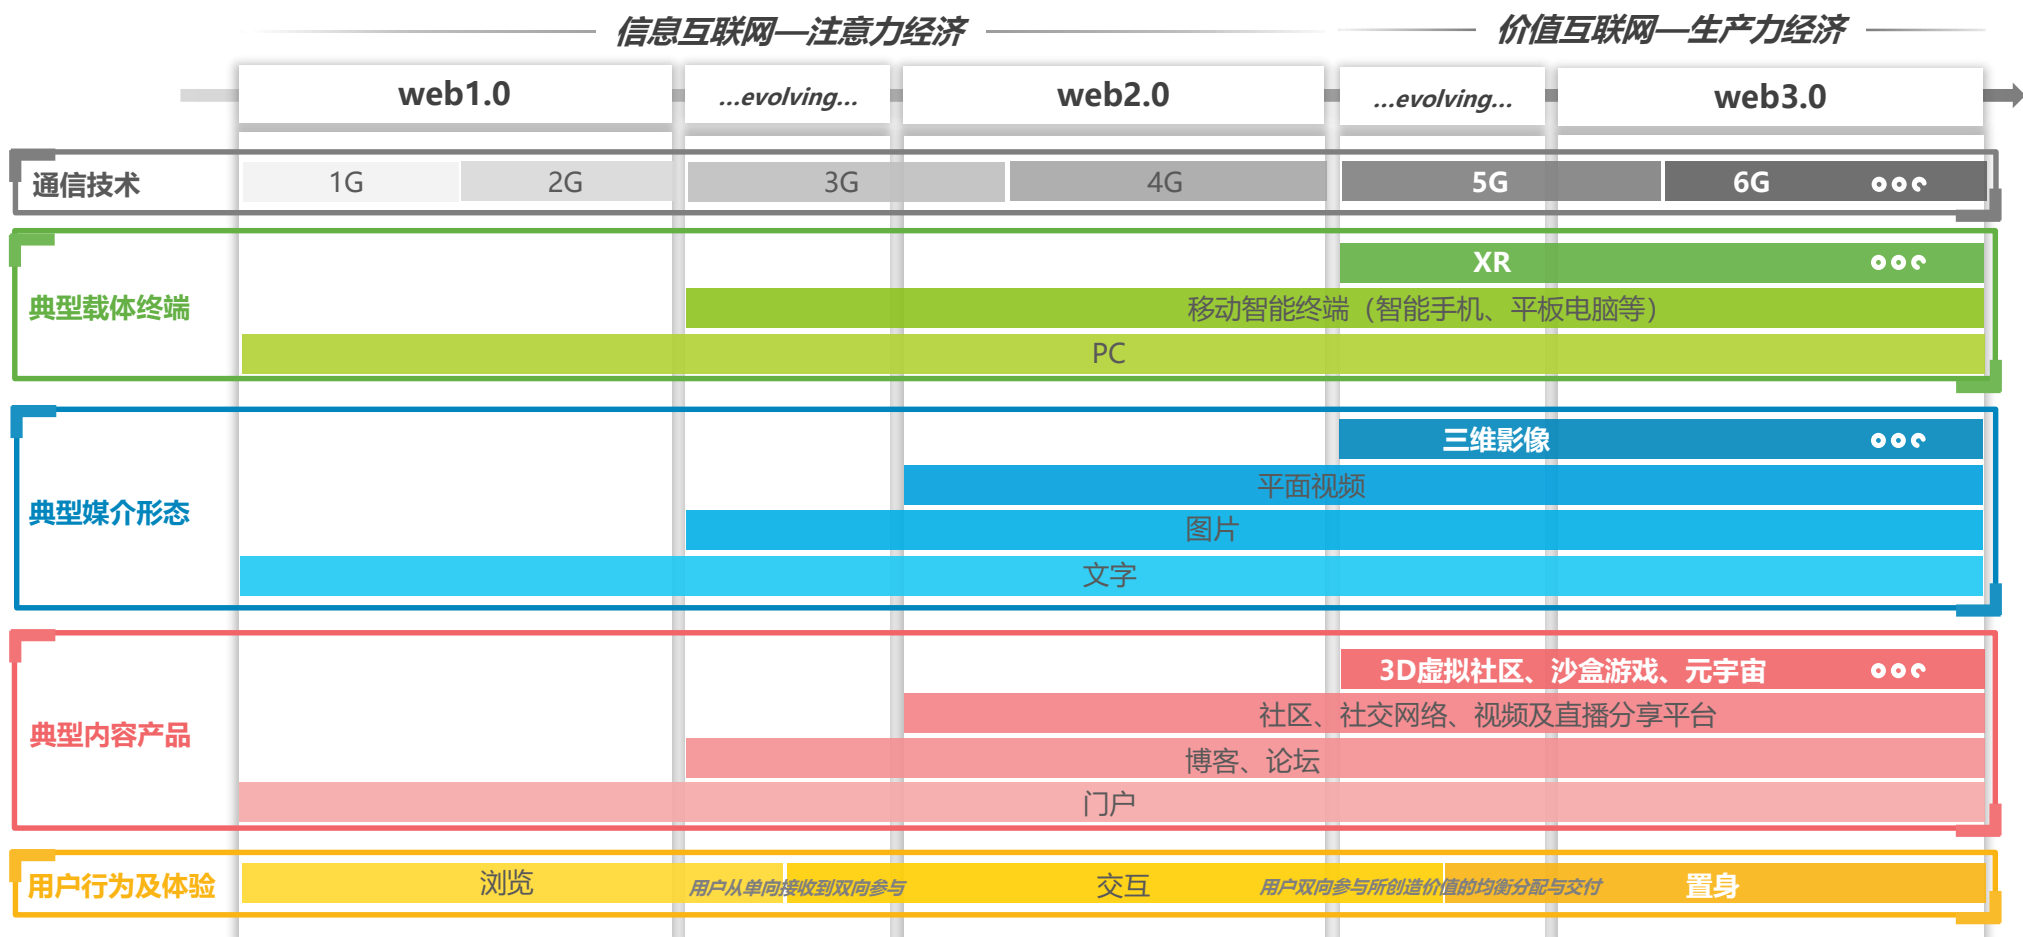 信息互联网—注意力经济
价值互联网—生产力经济
web1.0
...evolving...
web2.0
...evolving...
web3.0
通信技术
1G
2G
3G
4G
5G
6G
典型载体终端
XR
移动智能终端（智能手机、平板电脑等）
PC
典型媒介形态
三维影像
平面视频
图片
文字
典型内容产品
3D虚拟社区、沙盒游戏、元宇宙
社区、社交网络、视频及直播分享平台
博客、论坛
门户
用户行为及体验
浏览
用户从单向接收到双向参与
交互
用户双向参与所创造价值的均衡分配与交付
置身